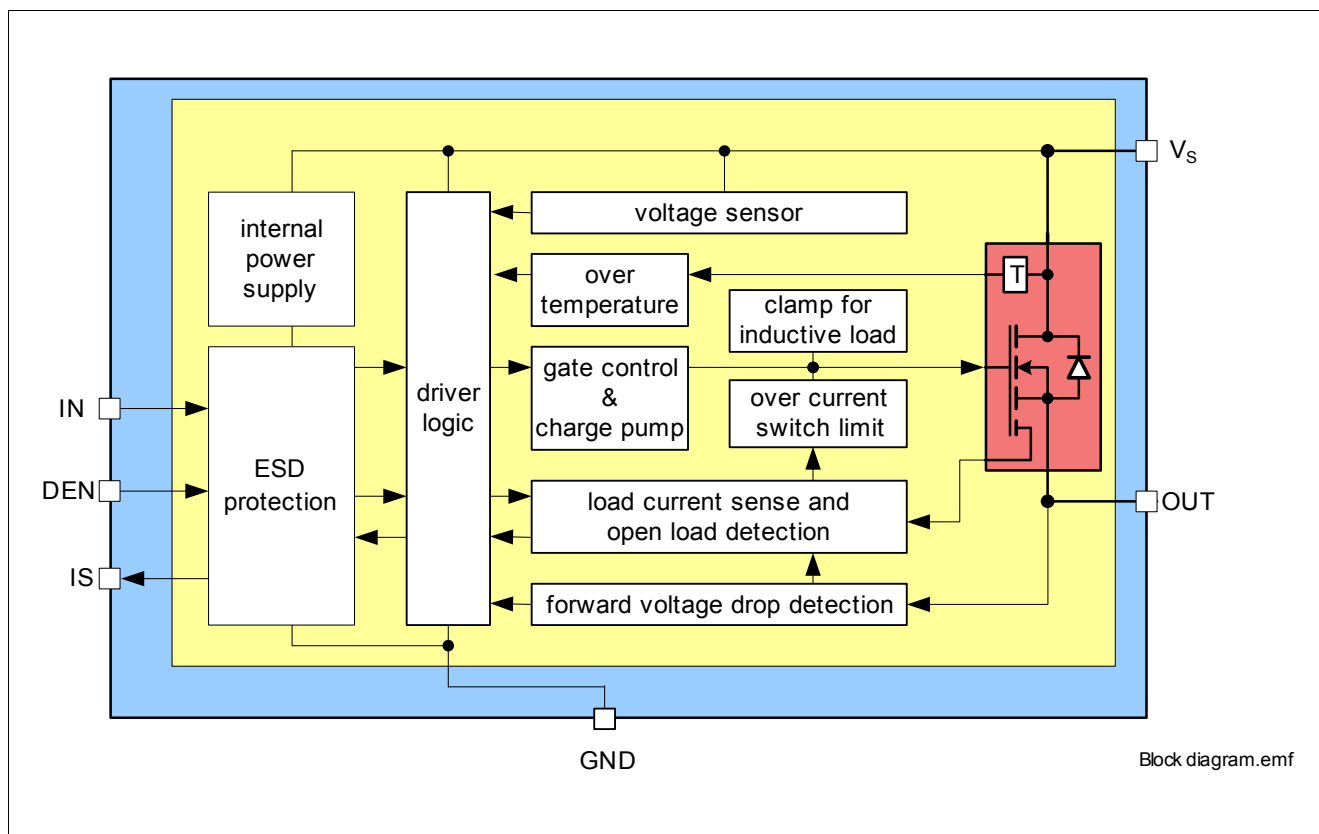 V_S
voltage sensor
internal
power
supply
over
temperature
T
clamp for
inductive load
gate control
&
charge pump
driver
logic
over current
switch limit
IN
ESD
protection
DEN
load current sense and
open load detection
OUT
IS
forward voltage drop detection
GND
Block diagram.emf